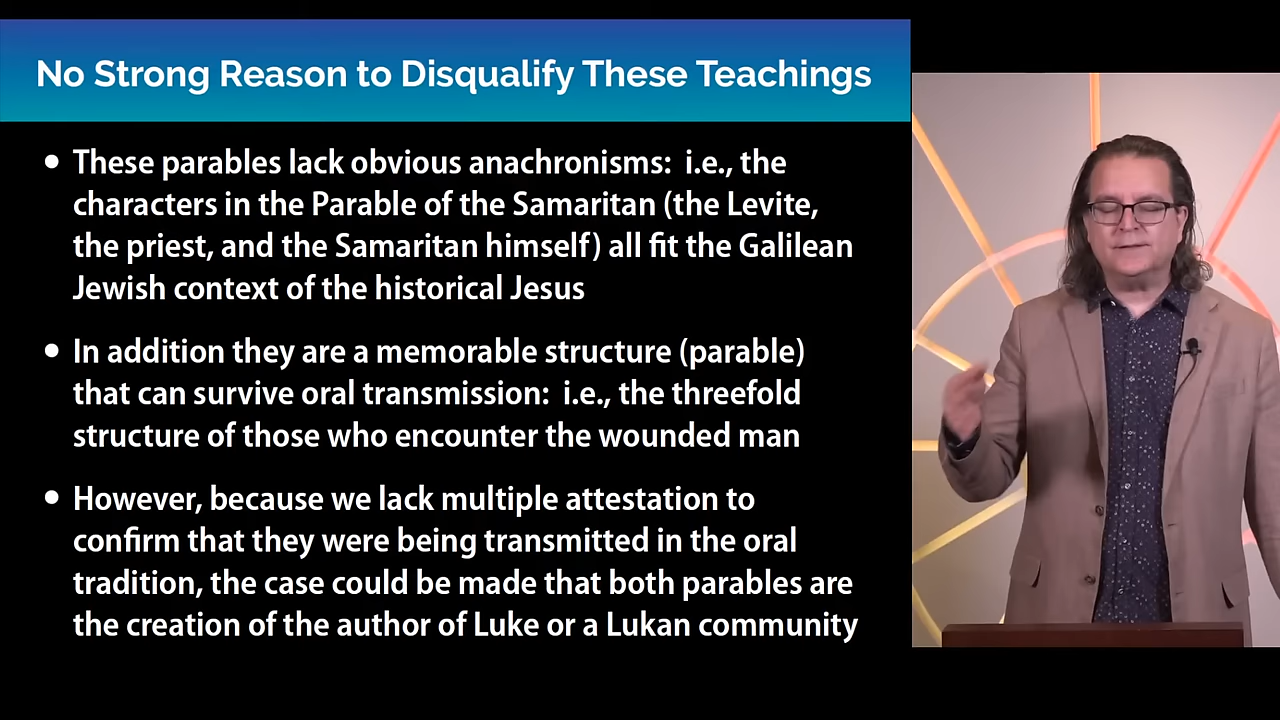 No Strong Reason to Disqualify These Teachings
• These parables lack obvious anachronisms:  i.e., the
characters in the Parable of the Samaritan (the Levite,
the priest, and the Samaritan himself) all fit the Galilean
Jewish context of the historical Jesus
• In addition they are a memorable structure (parable)
that can survive oral transmission:  i.e., the threefold
structure of those who encounter the wounded man
• However, because we lack multiple attestation to
confirm that they were being transmitted in the oral
tradition, the case could be made that both parables are
the creation of the author of Luke or a Lukan community